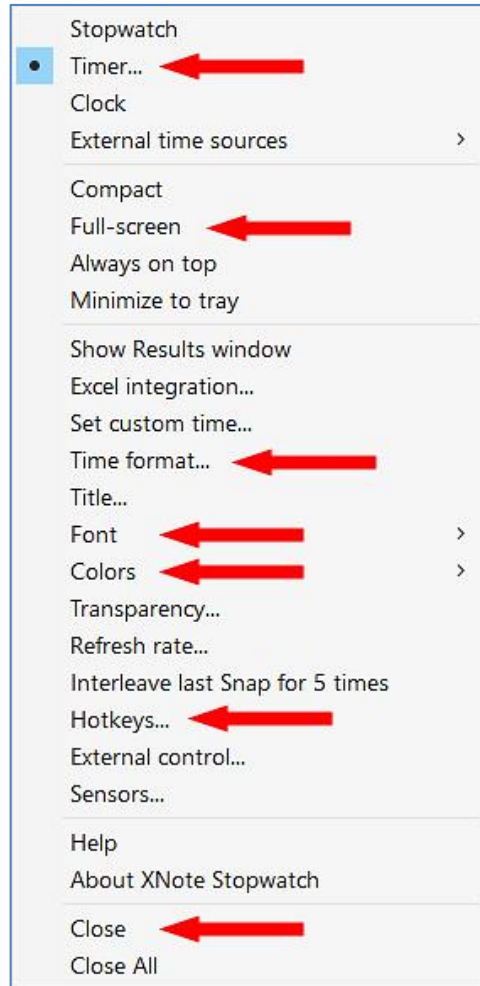 Stopwatch
Timer...
Clock
External time sources
Compact
Full-screen
Always on top
Minimize to tray
Show Results window
Excel integration...
Set custom time...
Time format...
Title...
Font
Colors
Transparency...
Refresh rate...
Interleave last Snap for 5 times
Hotkeys...
External control...
Sensors...
Help
About XNote Stopwatch
Close
Close All